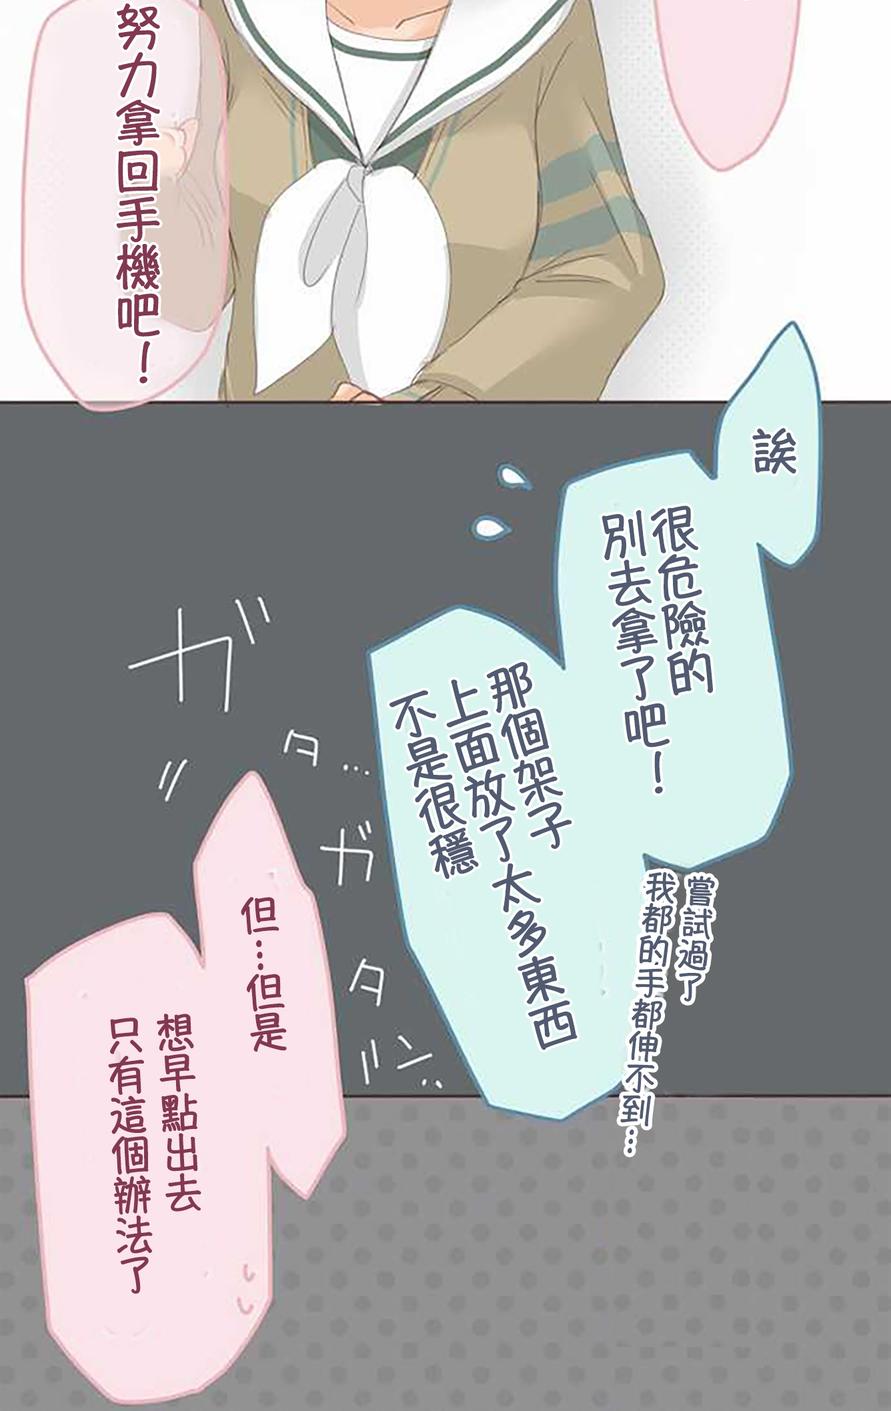 努力拿回手機吧！
誒
很危險的
別去拿了吧！
那個架子
上面放了太多東西
不是很穩
嘗試過了
我都的手都伸不到…
ガタ…
ガタンッ…
但…但是
想早點出去
只有這個辦法了